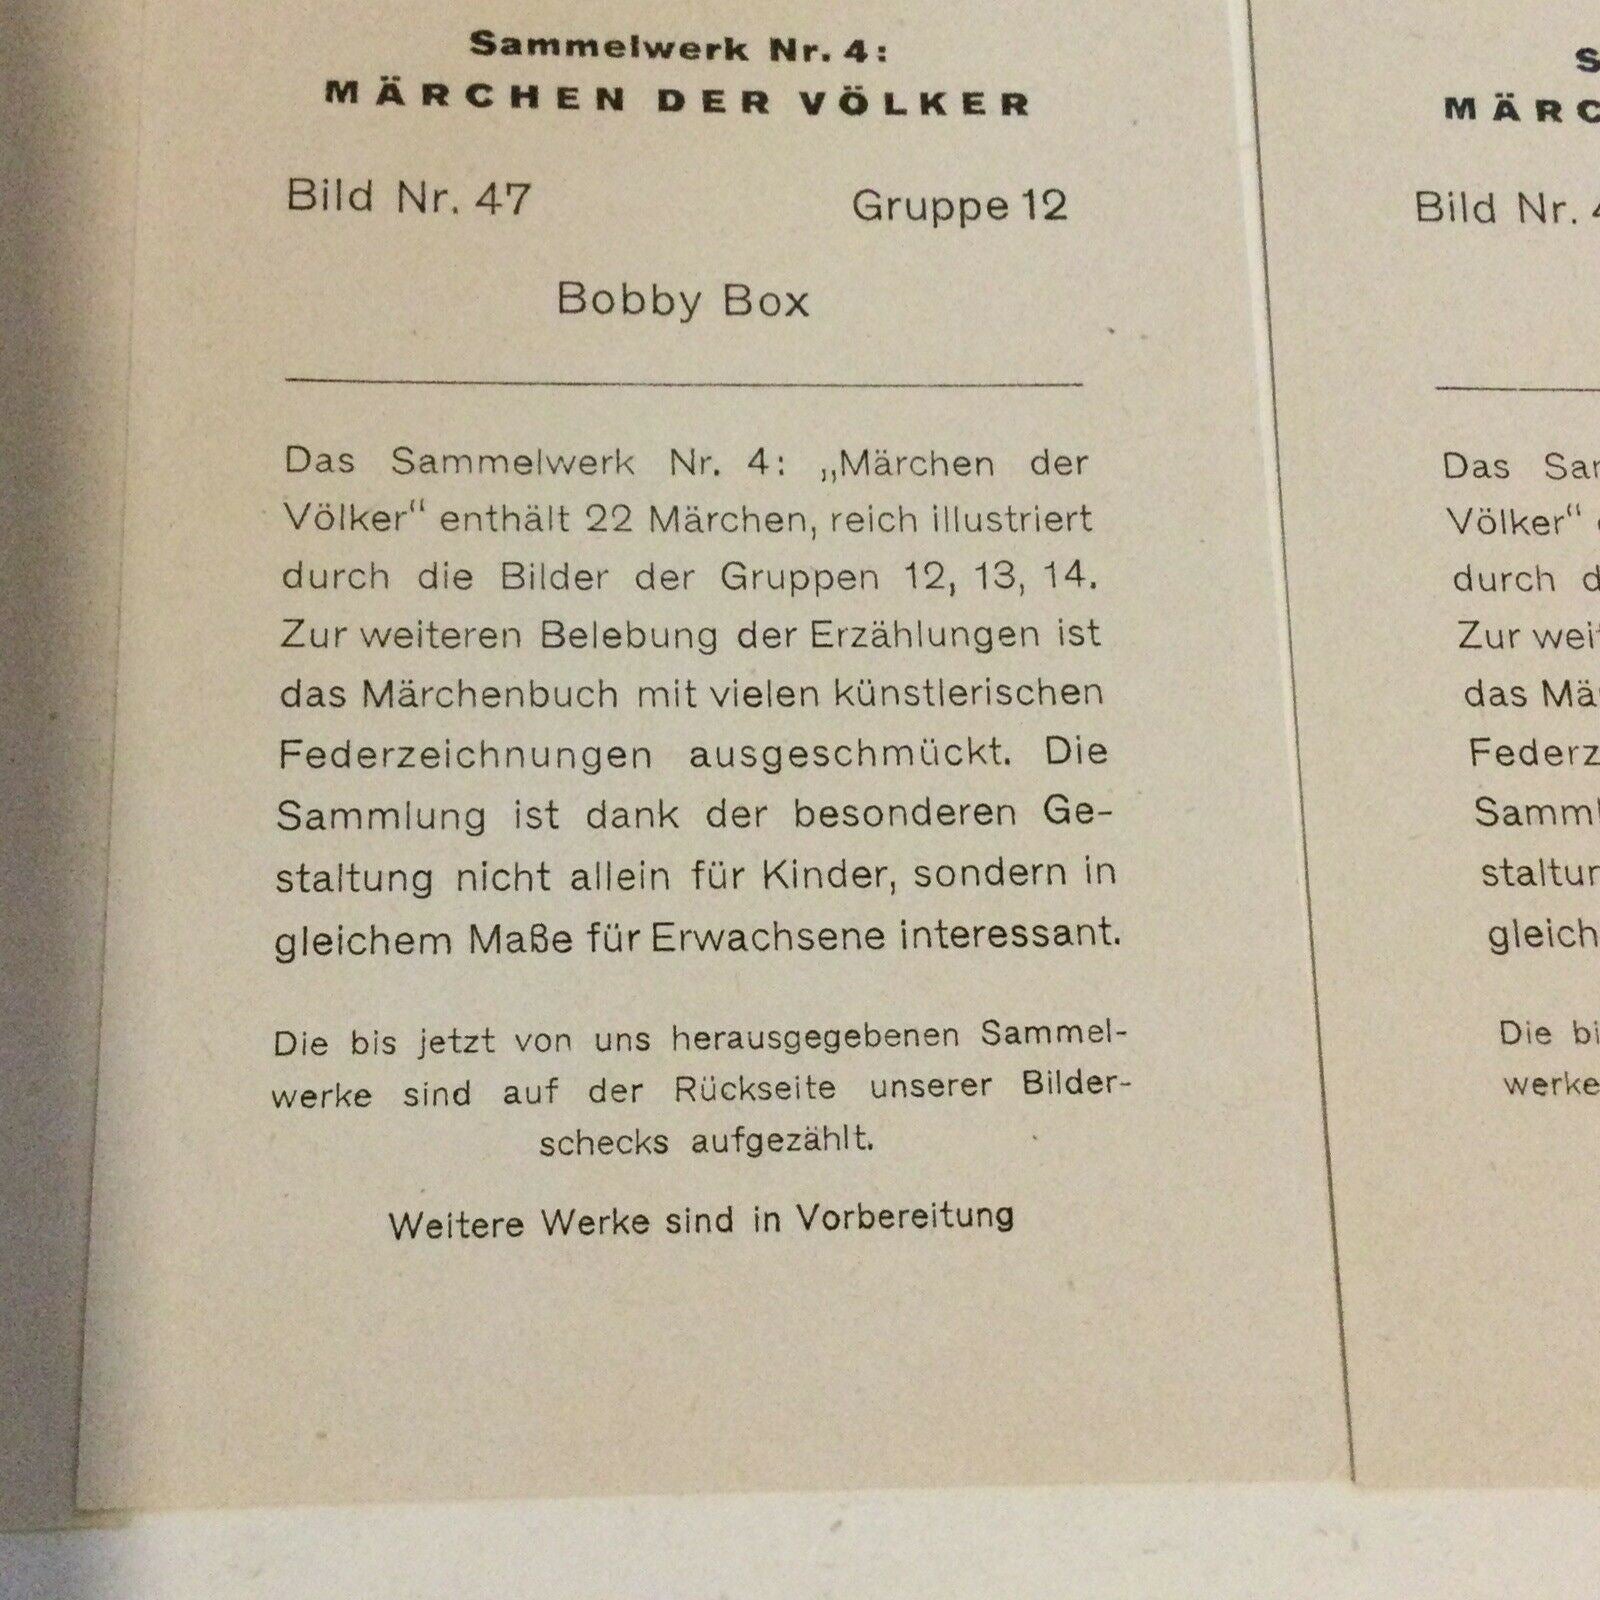 Sammelwerk Nr. 4:
MÄRCHEN DER VÖLKER
Bild Nr. 47 Gruppe 12
Bobby Box
Das Sammelwerk Nr. 4: „Märchen der
Völker“ enthält 22 Märchen, reich illustriert
durch die Bilder der Gruppen 12, 13, 14.
Zur weiteren Belebung der Erzählungen ist
das Märchenbuch mit vielen künstlerischen
Federzeichnungen ausgeschmückt. Die
Sammlung ist dank der besonderen Ge-
staltung nicht allein für Kinder, sondern in
gleichem Maße für Erwachsene interessant.
Die bis jetzt von uns herausgegebenen Sammel-
werke sind auf der Rückseite unserer Bilder-
schecks aufgezählt.
Weitere Werke sind in Vorbereitung
S
MÄRC
Bild Nr.
Das Sam
Völker“
durch d
Zur wei
das Mä
Federz
Samml
staltun
gleich
Die bi
werke